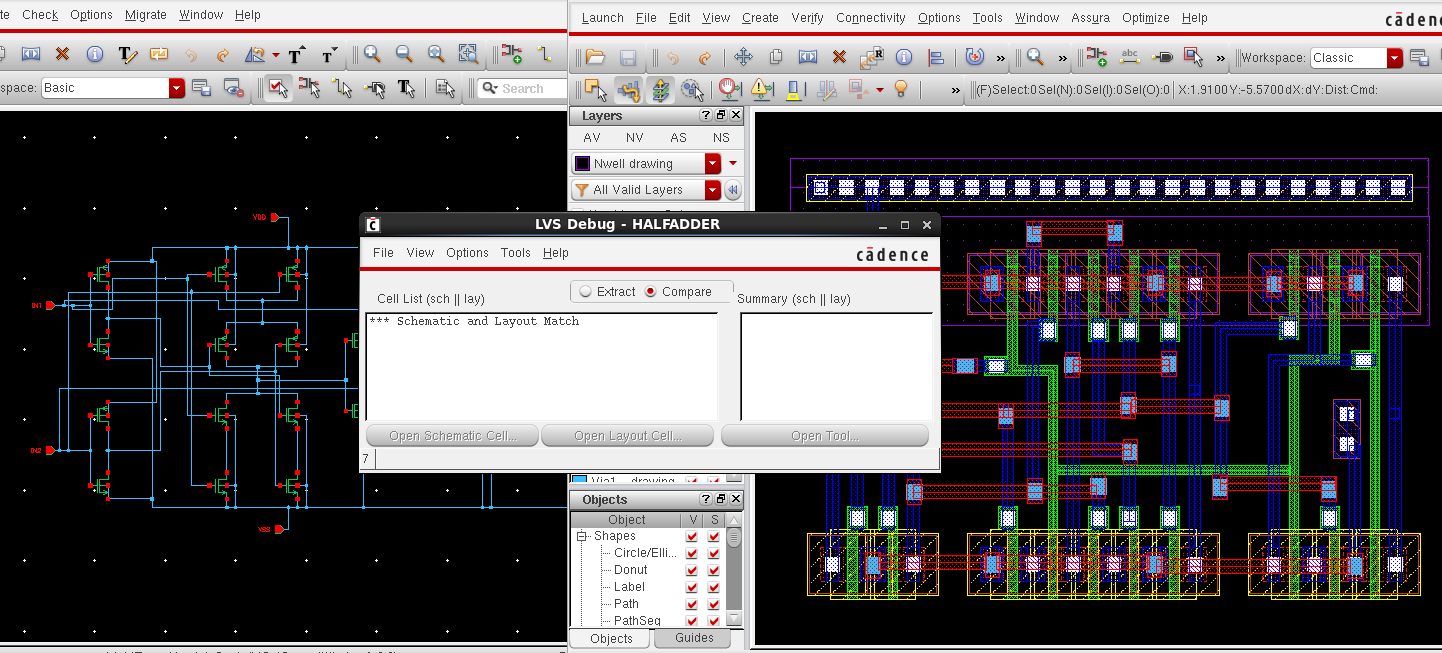 te Check Options Migrate Window Help
Launch File Edit View Create Verify Connectivity Options Tools Window Assura Optimize Help
cādence
T T T
R
abc
» » »
Workspace: Classic
space: Basic
Search
T
»
(F)Select:0 Sel(N):0 Sel(I):0 Sel(O):0 X:1.9100 Y:-5.5700 dX: dY: Dist: Cmd:
Layers
AV NV AS NS
Nwell drawing
All Valid Layers
VDD
LVS Debug - HALFADDER
File View Options Tools Help
cādence
Extract Compare
Cell List (sch || lay)
Summary (sch || lay)
*** Schematic and Layout Match
Open Schematic Cell... Open Layout Cell... Open Tool...
7
IN1
IN2
VSS
Via1 drawing
Objects
Object V S
Shapes
Circle/Elli...
Donut
Label
Path
PathSeg
Objects Guides